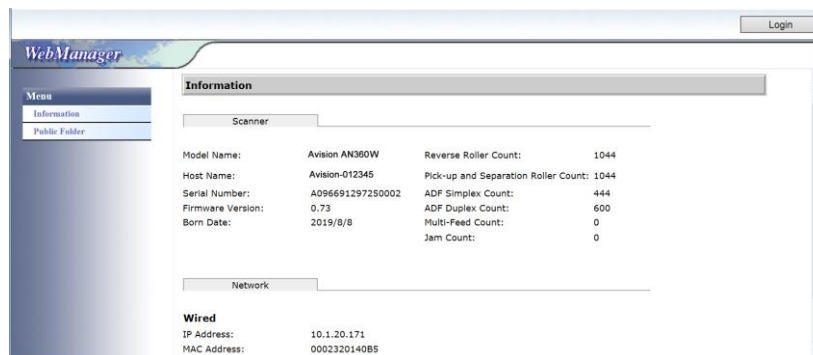 Login
WebManager
Menu
Information
Public Folder
Information
Scanner
Model Name: Avision AN360W Reverse Roller Count: 1044
Host Name: Avision-012345 Pick-up and Separation Roller Count: 1044
Serial Number: A096691297250002 ADF Simplex Count: 444
Firmware Version: 0.73 ADF Duplex Count: 600
Born Date: 2019/8/8 Multi-Feed Count: 0
Jam Count: 0
Network
Wired
IP Address: 10.1.20.171
MAC Address: 0002320140B5